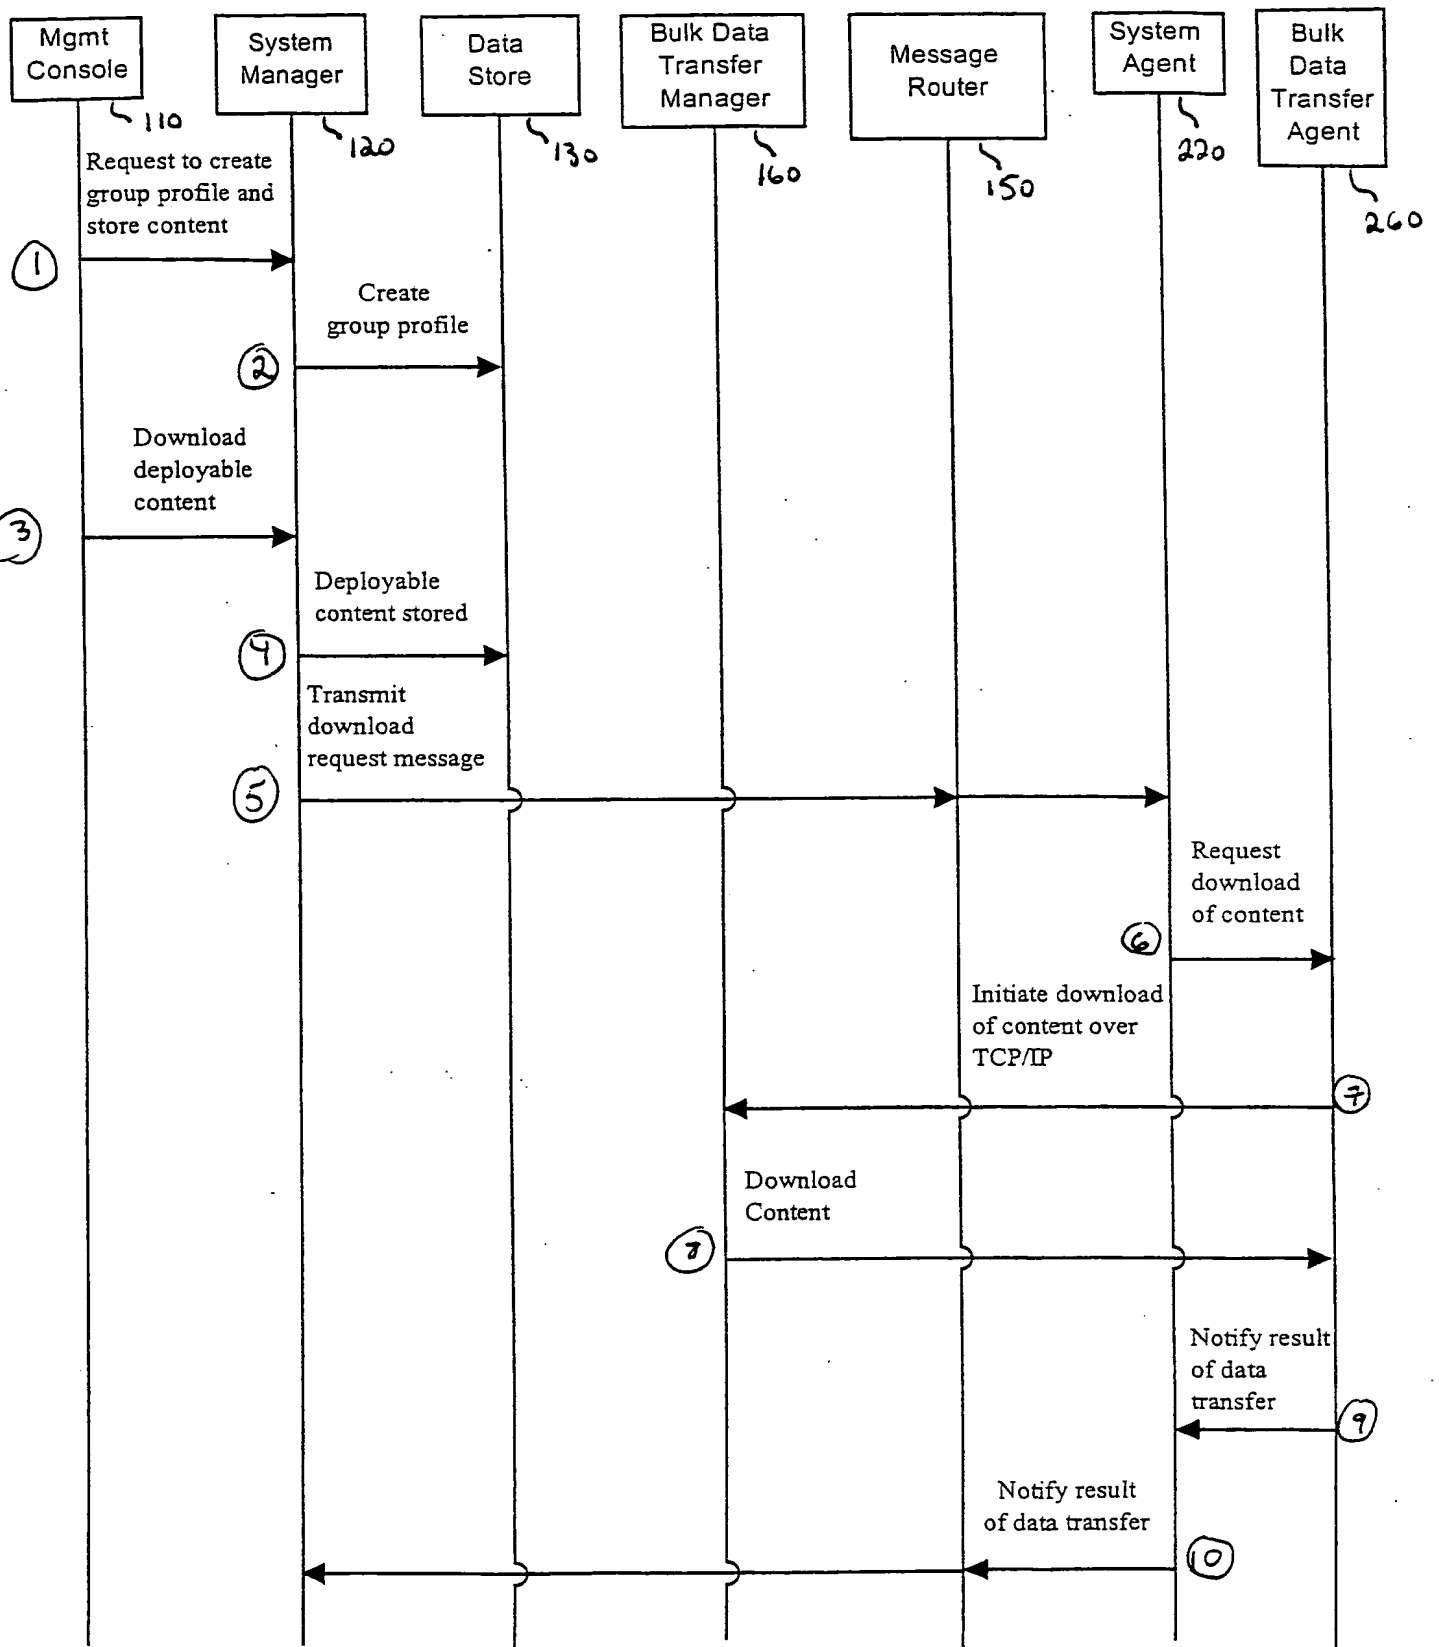 Mgmt
Console
System
Manager
Data
Store
Bulk Data
Transfer
Manager
Message
Router
System
Agent
Bulk
Data
Transfer
Agent
110
120
130
160
150
220
260
Request to create
group profile and
store content
1
Create
group profile
2
Download
deployable
content
3
Deployable
content stored
4
Transmit
download
request message
5
Request
download
of content
6
Initiate download
of content over
TCP/IP
7
Download
Content
8
Notify result
of data
transfer
9
Notify result
of data transfer
10